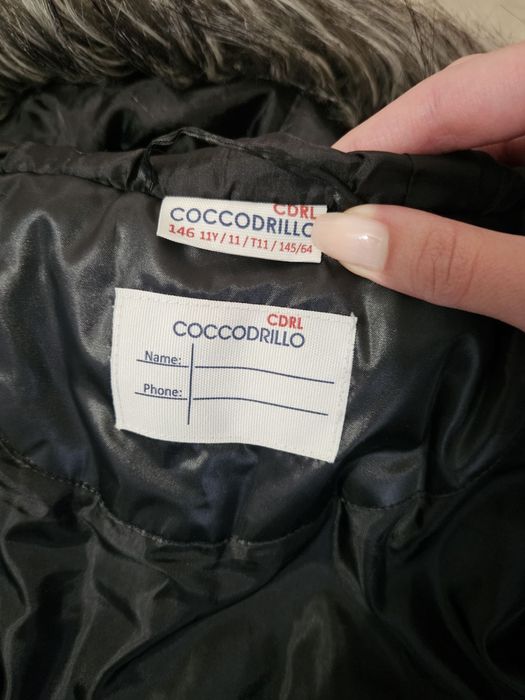 CDRL
COCCODRILLO
146 11Y / 11 / T11 / 145/64
CDRL
COCCODRILLO
Name:
Phone: